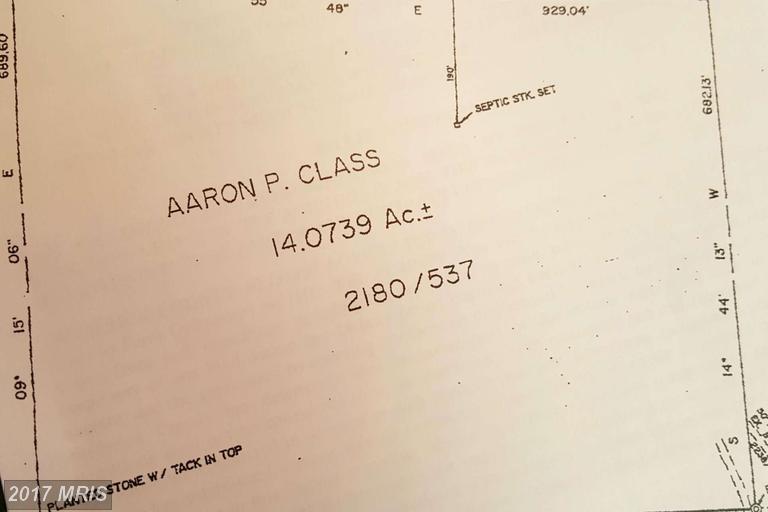 48" E 929.04'
689.60
190'
SEPTIC STK. SET
682.13'
AARON P. CLASS
14.0739 Ac.±
2180/537
E
06"
15'
09°
W
13"
44'
14°
S
STONE W/ TACK IN TOP
2017 MRIS